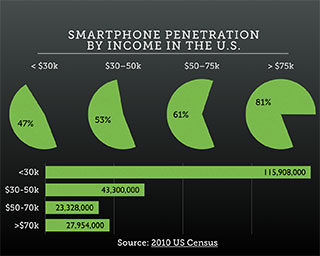 SMARTPHONE PENETRATION
BY INCOME IN THE U.S.
< $30k $30–50k $50–75k > $75k
47% 53% 61% 81%
<30k 115,908,000
$30-50k 43,300,000
$50-70k 23,328,000
>$70k 27,954,000
Source: 2010 US Census